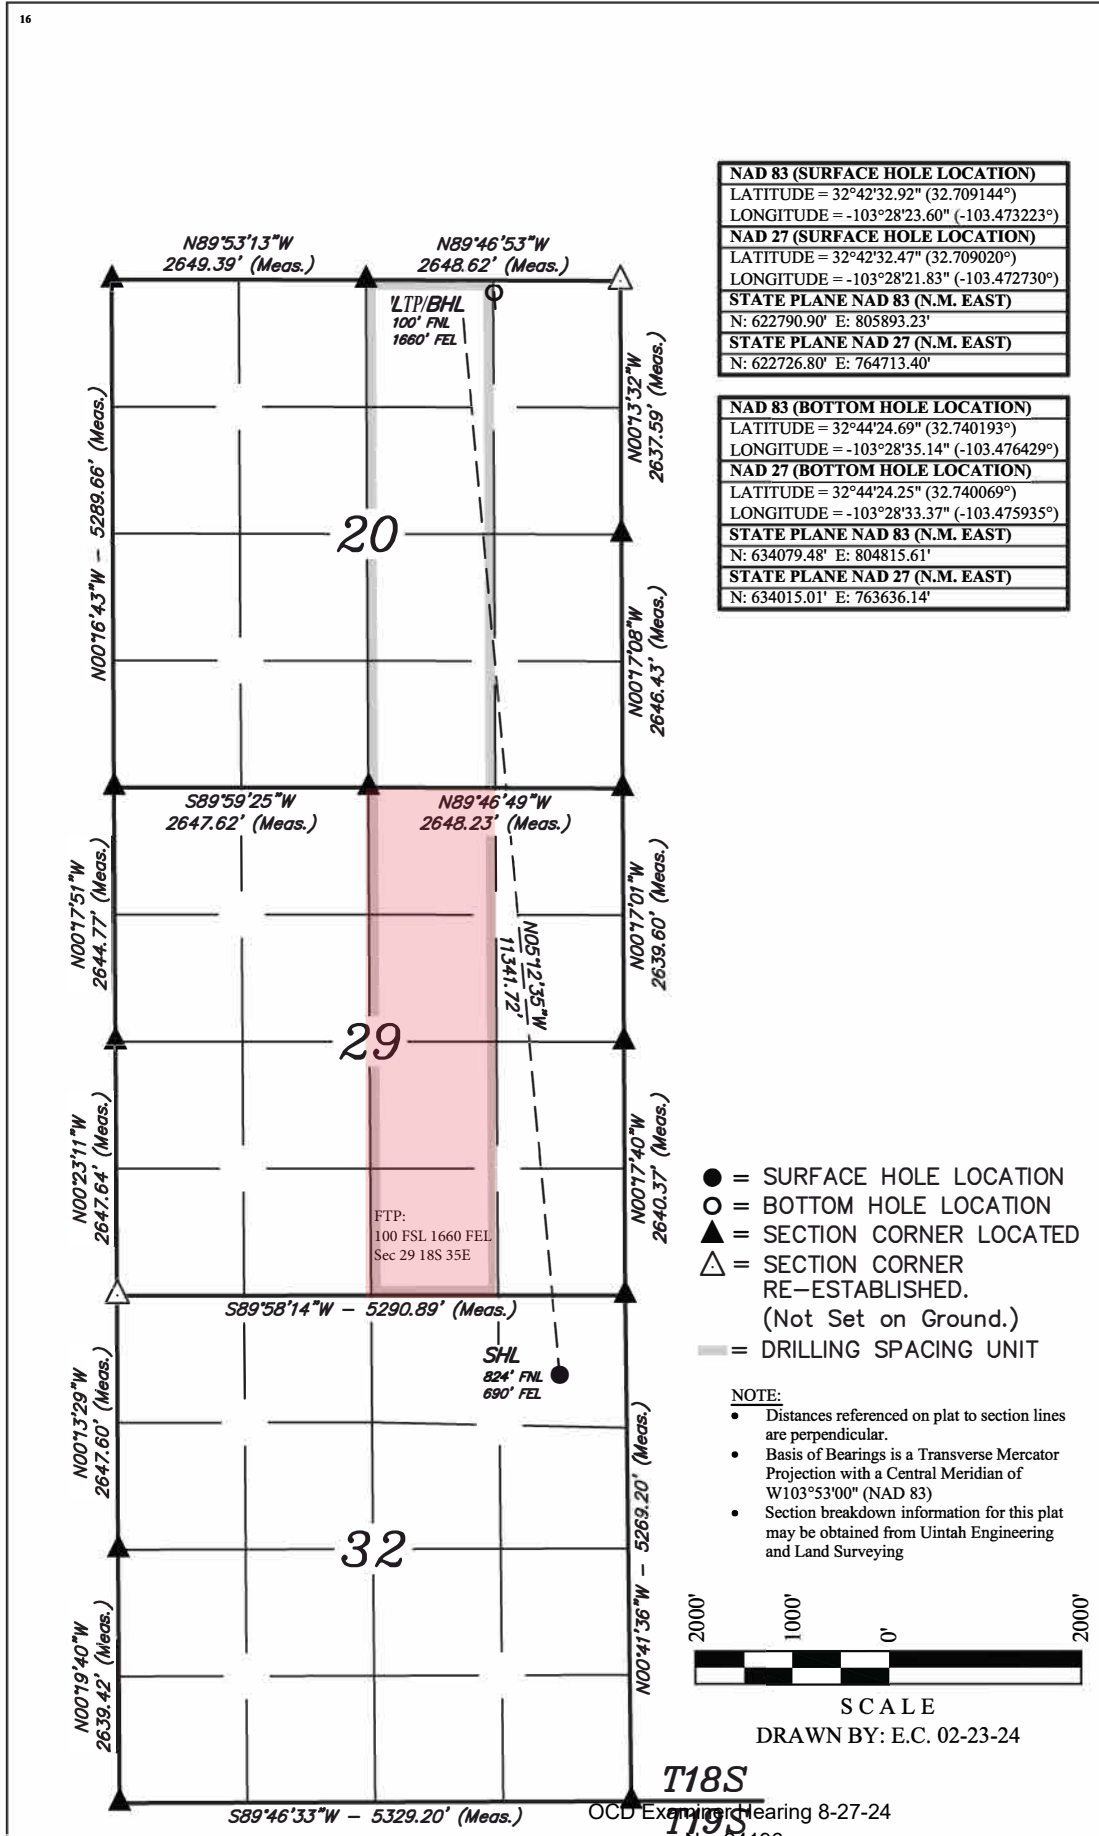 16
NAD 83 (SURFACE HOLE LOCATION)
LATITUDE = 32°42'32.92" (32.709144°)
LONGITUDE = -103°28'23.60" (-103.473223°)
NAD 27 (SURFACE HOLE LOCATION)
LATITUDE = 32°42'32.47" (32.709020°)
LONGITUDE = -103°28'21.83" (-103.472730°)
STATE PLANE NAD 83 (N.M. EAST)
N: 622790.90' E: 805893.23'
STATE PLANE NAD 27 (N.M. EAST)
N: 622726.80' E: 764713.40'
NAD 83 (BOTTOM HOLE LOCATION)
LATITUDE = 32°44'24.69" (32.740193°)
LONGITUDE = -103°28'35.14" (-103.476429°)
NAD 27 (BOTTOM HOLE LOCATION)
LATITUDE = 32°44'24.25" (32.740069°)
LONGITUDE = -103°28'33.37" (-103.475935°)
STATE PLANE NAD 83 (N.M. EAST)
N: 634079.48' E: 804815.61'
STATE PLANE NAD 27 (N.M. EAST)
N: 634015.01' E: 763636.14'
N89°53'13"W
2649.39' (Meas.)
N89°46'53"W
2648.62' (Meas.)
LTP/BHL
100' FNL
1660' FEL
N00°13'32"W
2637.59' (Meas.)
N00°16'43"W - 5289.66' (Meas.)
20
N00°17'08"W
2646.43' (Meas.)
S89°59'25"W
2647.62' (Meas.)
N89°46'49"W
2648.23' (Meas.)
N00°17'51"W
2644.77' (Meas.)
N00°17'01"W
2639.60' (Meas.)
N05°12'35"W
11341.72'
29
N00°23'11"W
2647.64' (Meas.)
N00°17'40"W
2640.37' (Meas.)
FTP:
100 FSL 1660 FEL
Sec 29 18S 35E
S89°58'14"W - 5290.89' (Meas.)
SHL
824' FNL
690' FEL
N00°13'29"W
2647.60' (Meas.)
32
N00°41'36"W - 5269.20' (Meas.)
N00°19'40"W
2639.42' (Meas.)
S89°46'33"W - 5329.20' (Meas.)
= SURFACE HOLE LOCATION
= BOTTOM HOLE LOCATION
= SECTION CORNER LOCATED
= SECTION CORNER
RE-ESTABLISHED.
(Not Set on Ground.)
= DRILLING SPACING UNIT
NOTE:
• Distances referenced on plat to section lines
are perpendicular.
• Basis of Bearings is a Transverse Mercator
Projection with a Central Meridian of
W103°53'00" (NAD 83)
• Section breakdown information for this plat
may be obtained from Uintah Engineering
and Land Surveying
2000' 1000' 0' 2000'
SCALE
DRAWN BY: E.C. 02-23-24
T18S
OCD Examiner Hearing 8-27-24
T19S